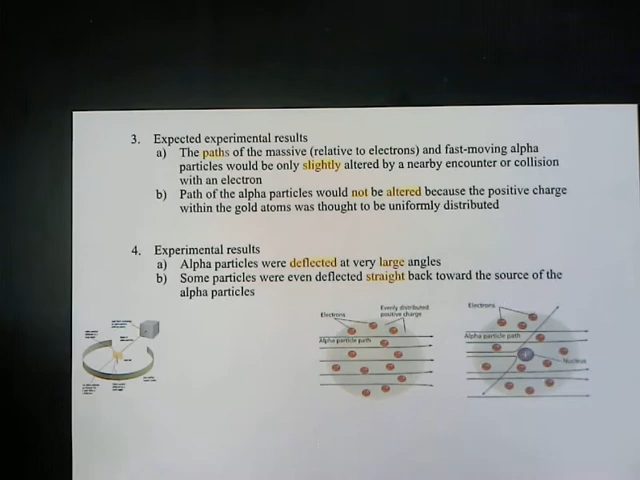 3. Expected experimental results
a) The paths of the massive (relative to electrons) and fast-moving alpha
particles would be only slightly altered by a nearby encounter or collision
with an electron
b) Path of the alpha particles would not be altered because the positive charge
within the gold atoms was thought to be uniformly distributed
4. Experimental results
a) Alpha particles were deflected at very large angles
b) Some particles were even deflected straight back toward the source of the
alpha particles
Electrons
Evenly distributed
positive charge
Alpha particle path
Electrons
Alpha particle path
Nucleus